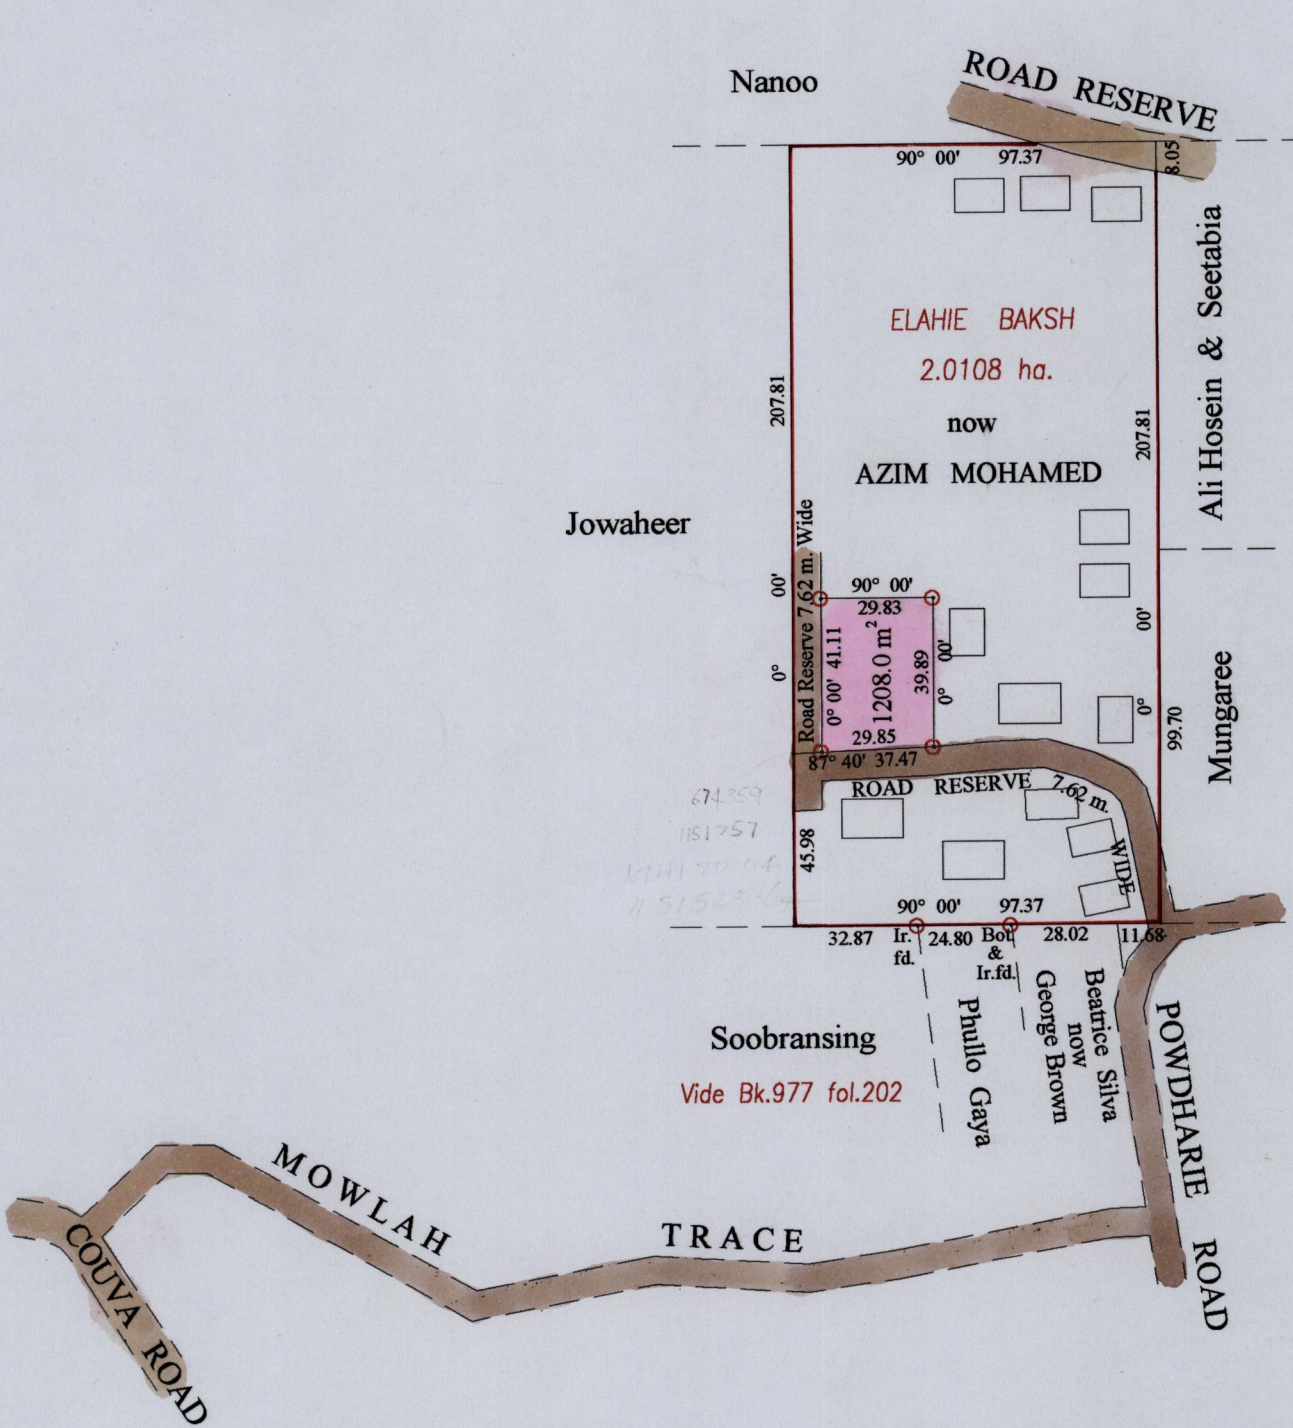 Nanoo
ROAD RESERVE
90° 00' 97.37
8.05
ELAHIE BAKSH
2.0108 ha.
now
AZIM MOHAMED
207.81
207.81
Ali Hosein & Seetabia
Jowaheer
Road Reserve 7.62 m. Wide
0° 00'
90° 00'
29.83
0° 00' 41.11
1208.0 m²
39.89
0° 00'
29.85
87° 40' 37.47
0° 00'
99.70
Mungaree
ROAD RESERVE 7.62 m. WIDE
674359
1151757
45.98
90° 00' 97.37
32.87
Ir.
fd.
24.80
Bot
&
Ir.fd.
28.02
11.68
Soobransing
Vide Bk.977 fol.202
Phullo Gaya
Beatrice Silva
now
George Brown
POWDHARIE ROAD
MOWLAH TRACE
COUVA ROAD